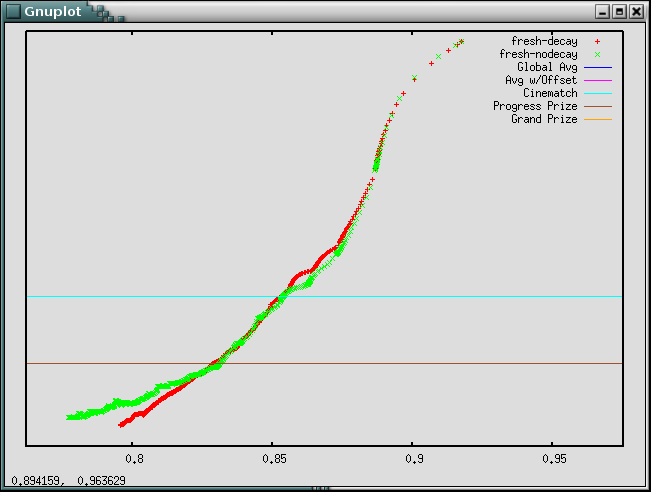 Gnuplot
fresh-decay
fresh-nodecay
Global Avg
Avg w/Offset
Cinematch
Progress Prize
Grand Prize
0.8 0.85 0.9 0.95
0.894159, 0.963629